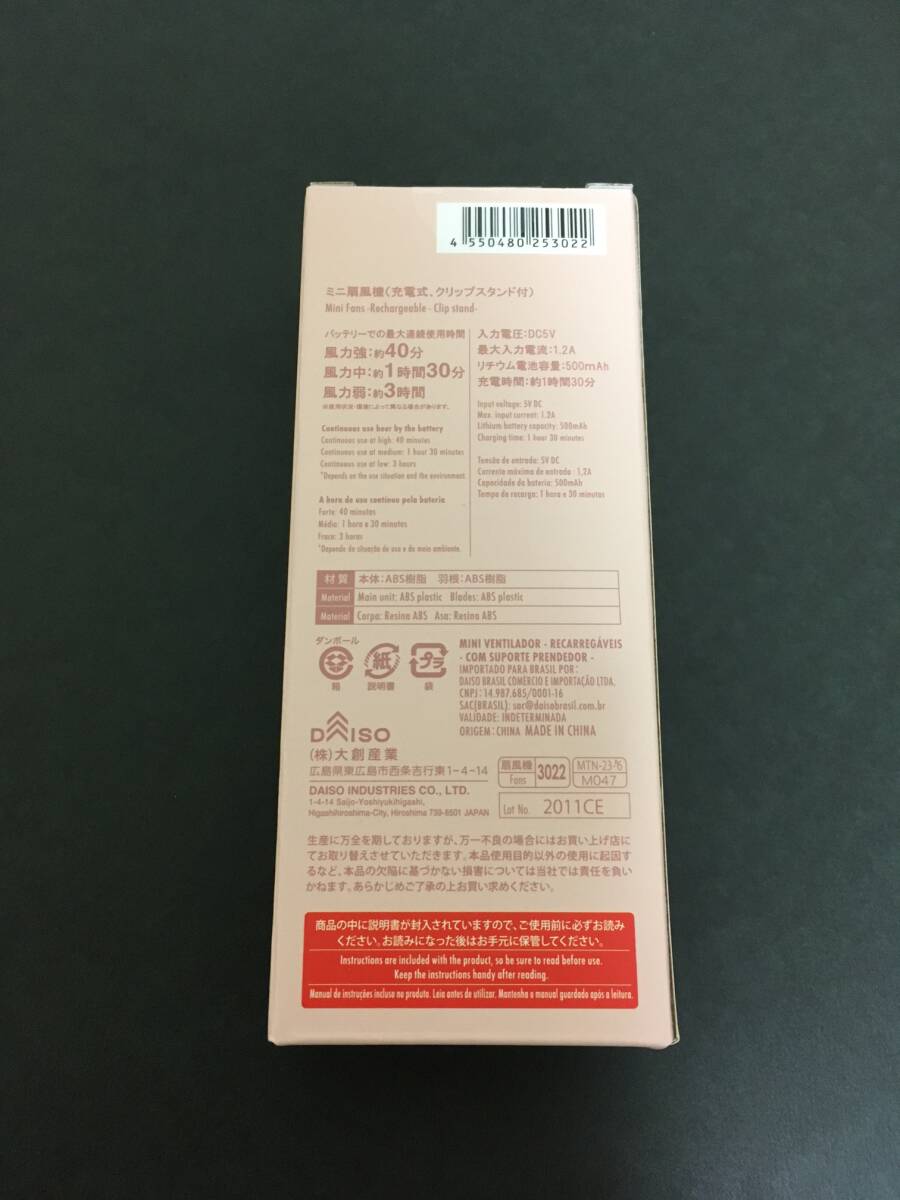 4 550480 253022
ミニ扇風機(充電式、クリップスタンド付)
Mini Fans -Rechargeable - Clip stand-
バッテリーでの最大連続使用時間
風力強:約40分
風力中:約1時間30分
風力弱:約3時間
※使用状況・環境によって異なる場合があります。
Continuous use hour by the battery
Continuous use at high: 40 minutes
Continuous use at medium: 1 hour 30 minutes
Continuous use at low: 3 hours
*Depends on the use situation and the environment.
A hora de uso contínuo pela bateria
Forte: 40 minutos
Médio: 1 hora e 30 minutos
Fraco: 3 horas
*Depende da situação de uso e do meio ambiente.
入力電圧:DC5V
最大入力電流:1.2A
リチウム電池容量:500mAh
充電時間:約1時間30分
Input voltage: 5V DC
Max. input current: 1.2A
Lithium battery capacity: 500mAh
Charging time: 1 hour 30 minutes
Tensão de entrada: 5V DC
Corrente máxima de entrada : 1,2A
Capacidade da bateria: 500mAh
Tempo de recarga: 1 hora e 30 minutos
材質 本体:ABS樹脂 羽根:ABS樹脂
Material Main unit: ABS plastic Blades: ABS plastic
Material Corpo: Resina ABS Asa: Resina ABS
ダンボール
箱
紙
説明書
プラ
袋
MINI VENTILADOR - RECARREGÁVEIS
- COM SUPORTE PRENDEDOR -
IMPORTADO PARA BRASIL POR:
DAISO BRASIL COMÉRCIO E IMPORTAÇÃO LTDA.
CNPJ: 14.987.685/0001-16
SAC(BRASIL): sar@daisobrasil.com.br
VALIDADE: INDETERMINADA
ORIGEM: CHINA MADE IN CHINA
DAISO
(株)大創産業
広島県東広島市西条吉行東1-4-14
DAISO INDUSTRIES CO., LTD.
1-4-14 Saijo-Yoshiyukihigashi,
Higashihiroshima-City, Hiroshima 739-8501 JAPAN
扇風機
Fans
3022
MTN-23-%
M047
Lot No. 2011CE
生産に万全を期しておりますが、万一不良の場合にはお買い上げ店に
てお取り替えさせていただきます。本品使用目的以外の使用に起因す
るなど、本品の欠陥に基づかない損害については当社では責任を負い
かねます。あらかじめご了承の上お買い求めください。
商品の中に説明書が封入されていますので、ご使用前に必ずお読み
ください。お読みになった後はお手元に保管してください。
Instructions are included with the product, so be sure to read before use.
Keep the instructions handy after reading.
Manual de instruções incluso no produto. Leia antes de utilizar. Mantenha o manual guardado após a leitura.